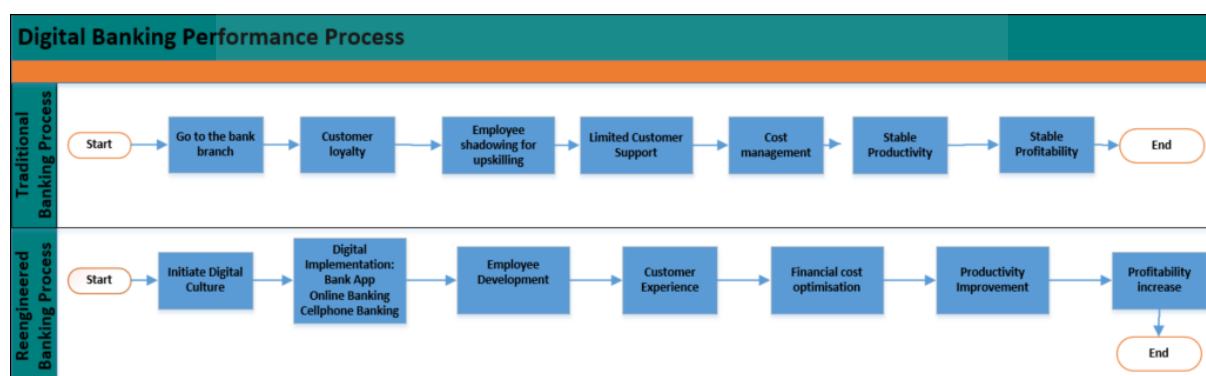 Digital Banking Performance Process
Traditional
Banking Process
Start
Go to the bank
branch
Customer
loyalty
Employee
shadowing for
upskilling
Limited Customer
Support
Cost
management
Stable
Productivity
Stable
Profitability
End
Reengineered
Banking Process
Start
Initiate Digital
Culture
Digital
Implementation:
Bank App
Online Banking
Cellphone Banking
Employee
Development
Customer
Experience
Financial cost
optimisation
Productivity
Improvement
Profitability
increase
End